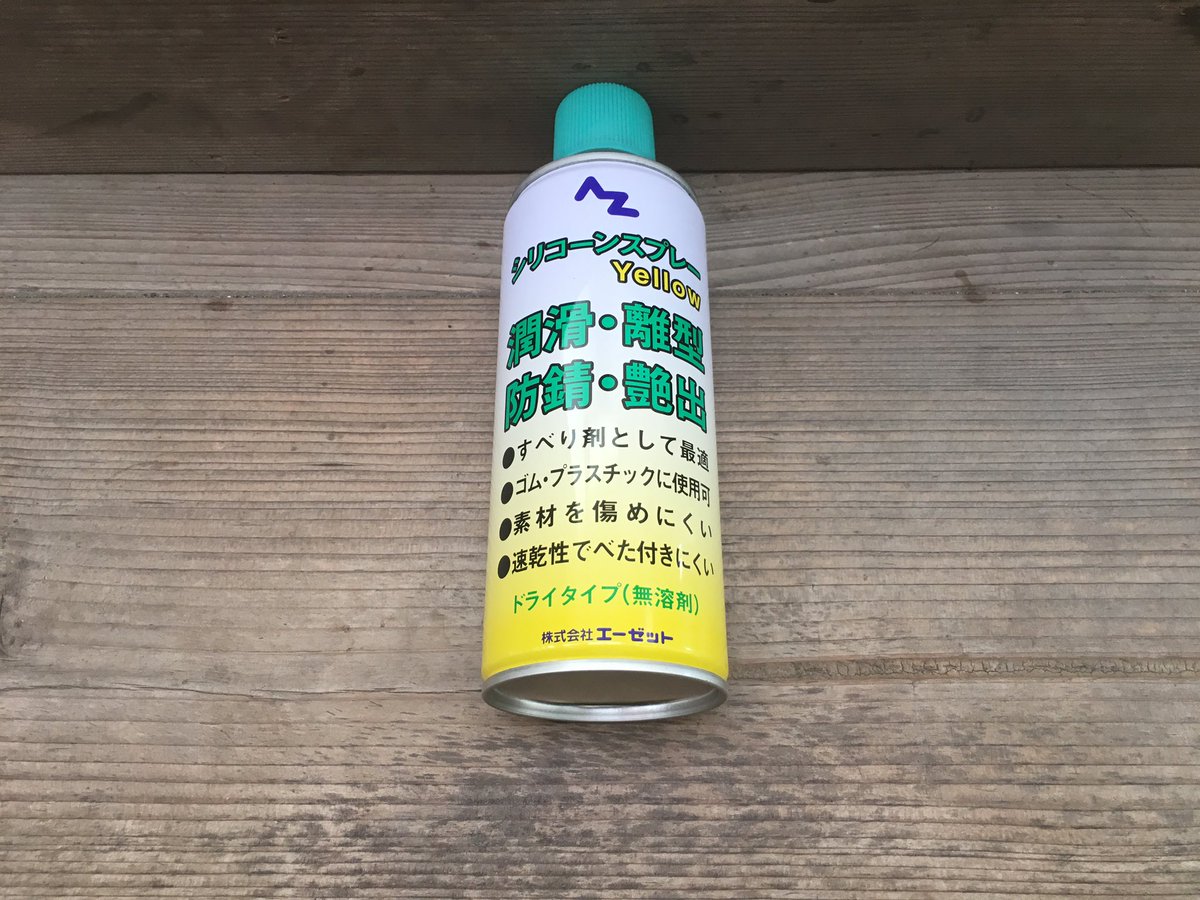 AZ
シリコーンスプレー
Yellow
潤滑・離型
防錆・艶出
●すべり剤として最適
●ゴム・プラスチックに使用可
●素材を傷めにくい
●速乾性でべた付きにくい
ドライタイプ(無溶剤)
株式会社エーゼット